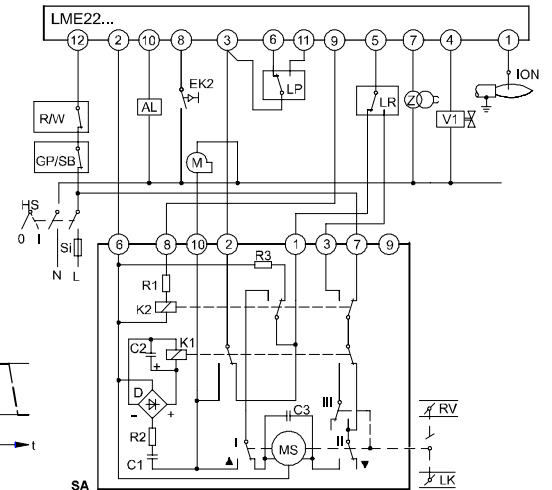 LME22...
12 2 10 8 3 6 11 9 5 7 4 1
ION
EK2
R/W
AL
LP
LR
Z
V1
GP/SB
M
HS
0 I
Si
N L
6 8 10 2 1 3 7 9
R3
R1
K2
C2
K1
+
D
- +
III
RV
R2
C3
t
I
MS
II
C1
LK
SA